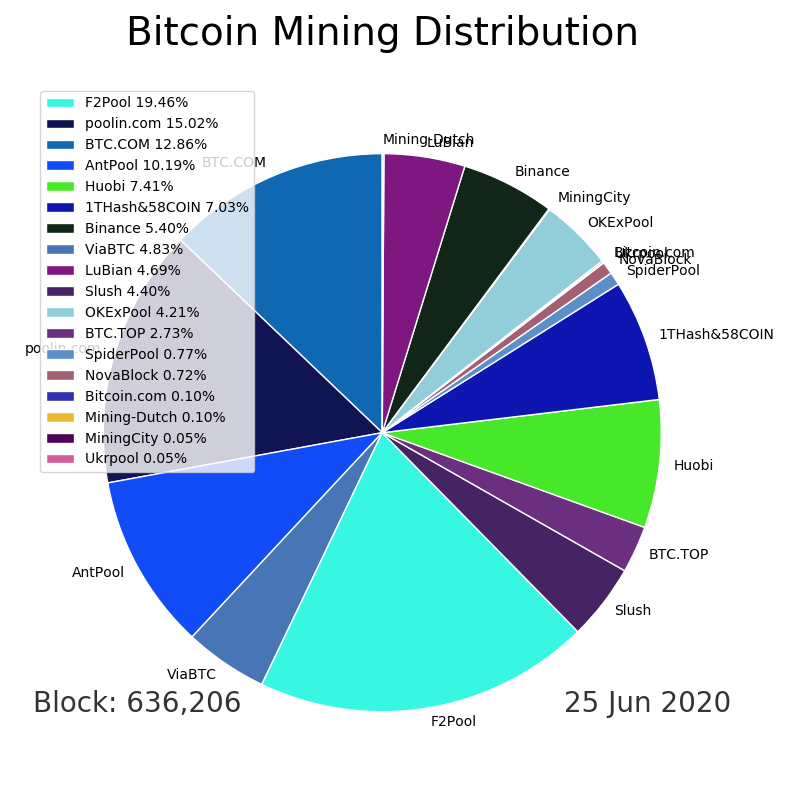 Bitcoin Mining Distribution
F2Pool 19.46%
poolin.com 15.02%
BTC.COM 12.86%
AntPool 10.19%
Huobi 7.41%
1THash&58COIN 7.03%
Binance 5.40%
ViaBTC 4.83%
LuBian 4.69%
Slush 4.40%
OKExPool 4.21%
BTC.TOP 2.73%
SpiderPool 0.77%
NovaBlock 0.72%
Bitcoin.com 0.10%
Mining-Dutch 0.10%
MiningCity 0.05%
Ukrpool 0.05%
Mining-Dutch
LuBian
BTC.COM
Binance
MiningCity
OKExPool
Bitcoin.com
Ukrpool
NovaBlock
SpiderPool
1THash&58COIN
poolin.com
Huobi
BTC.TOP
AntPool
Slush
ViaBTC
F2Pool
Block: 636,206
25 Jun 2020